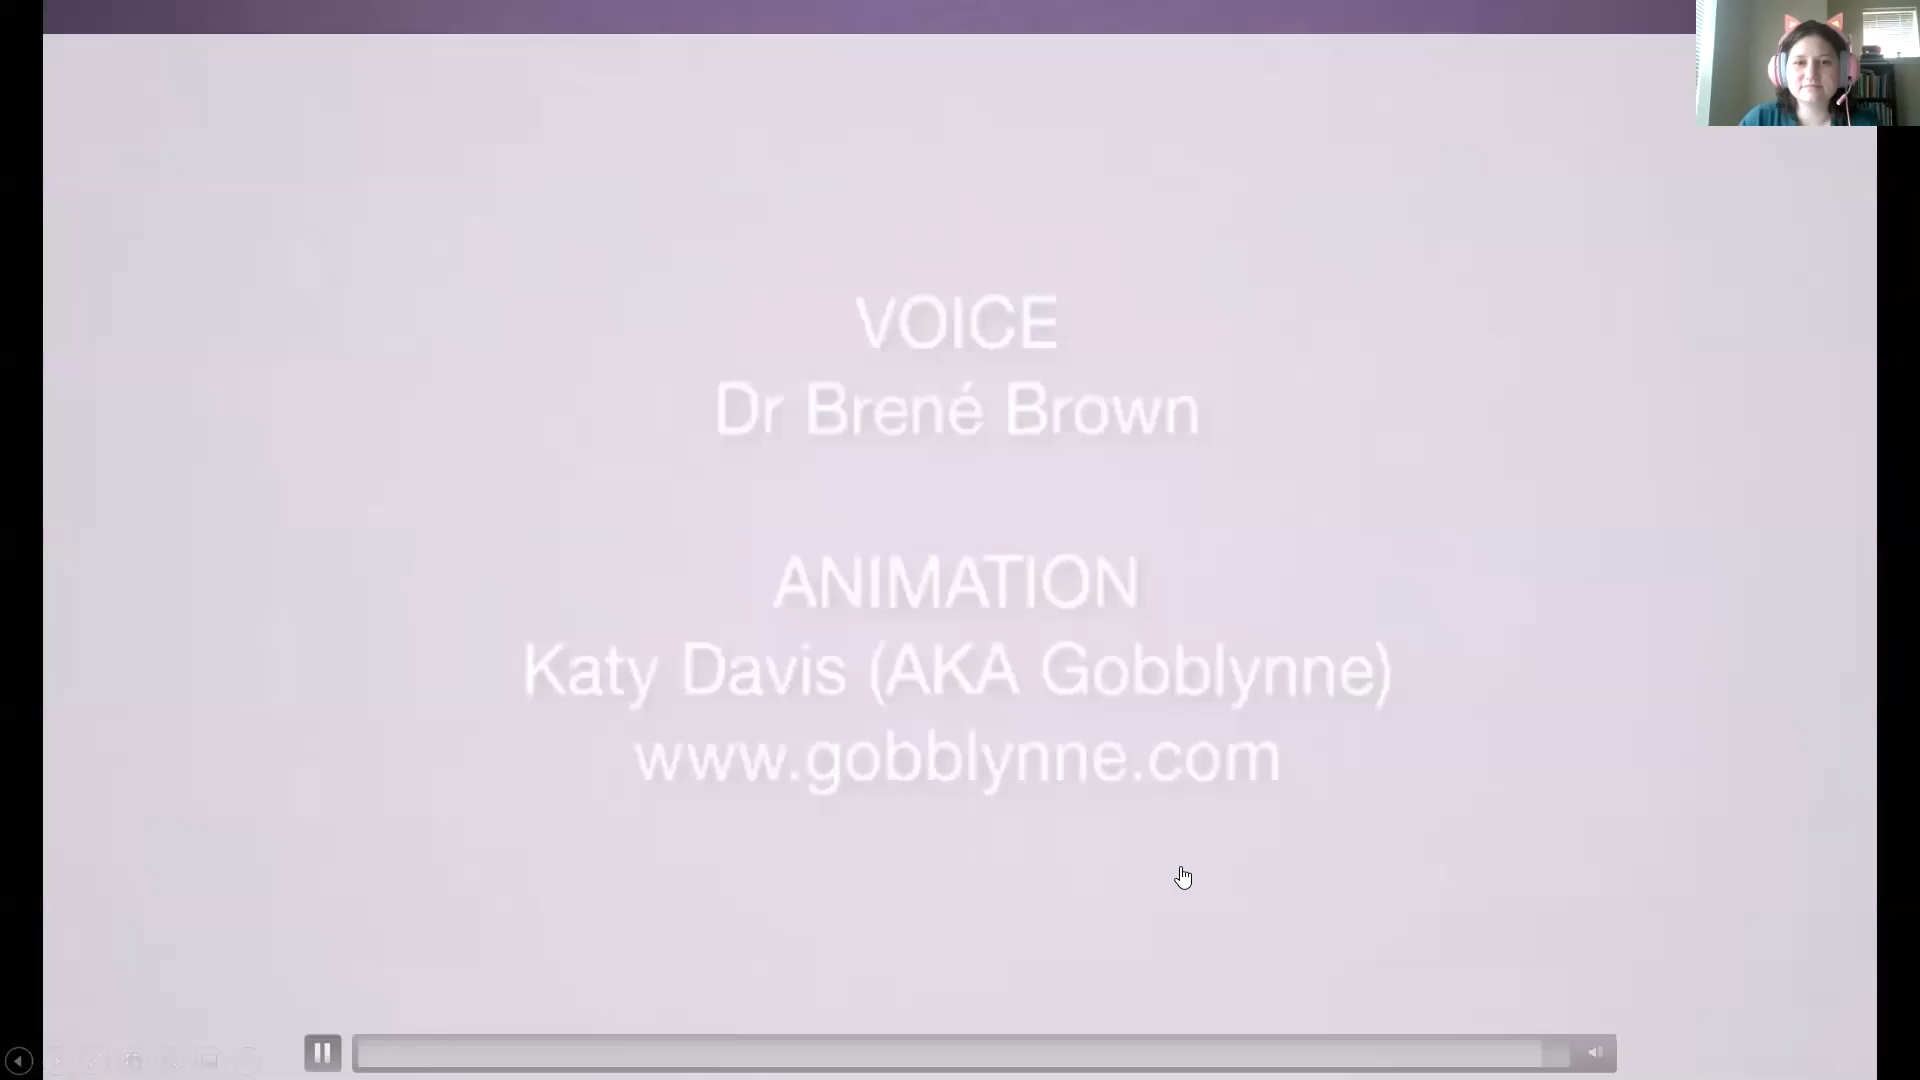 VOICE
Dr Brené Brown
ANIMATION
Katy Davis (AKA Gobblynne)
www.gobblynne.com